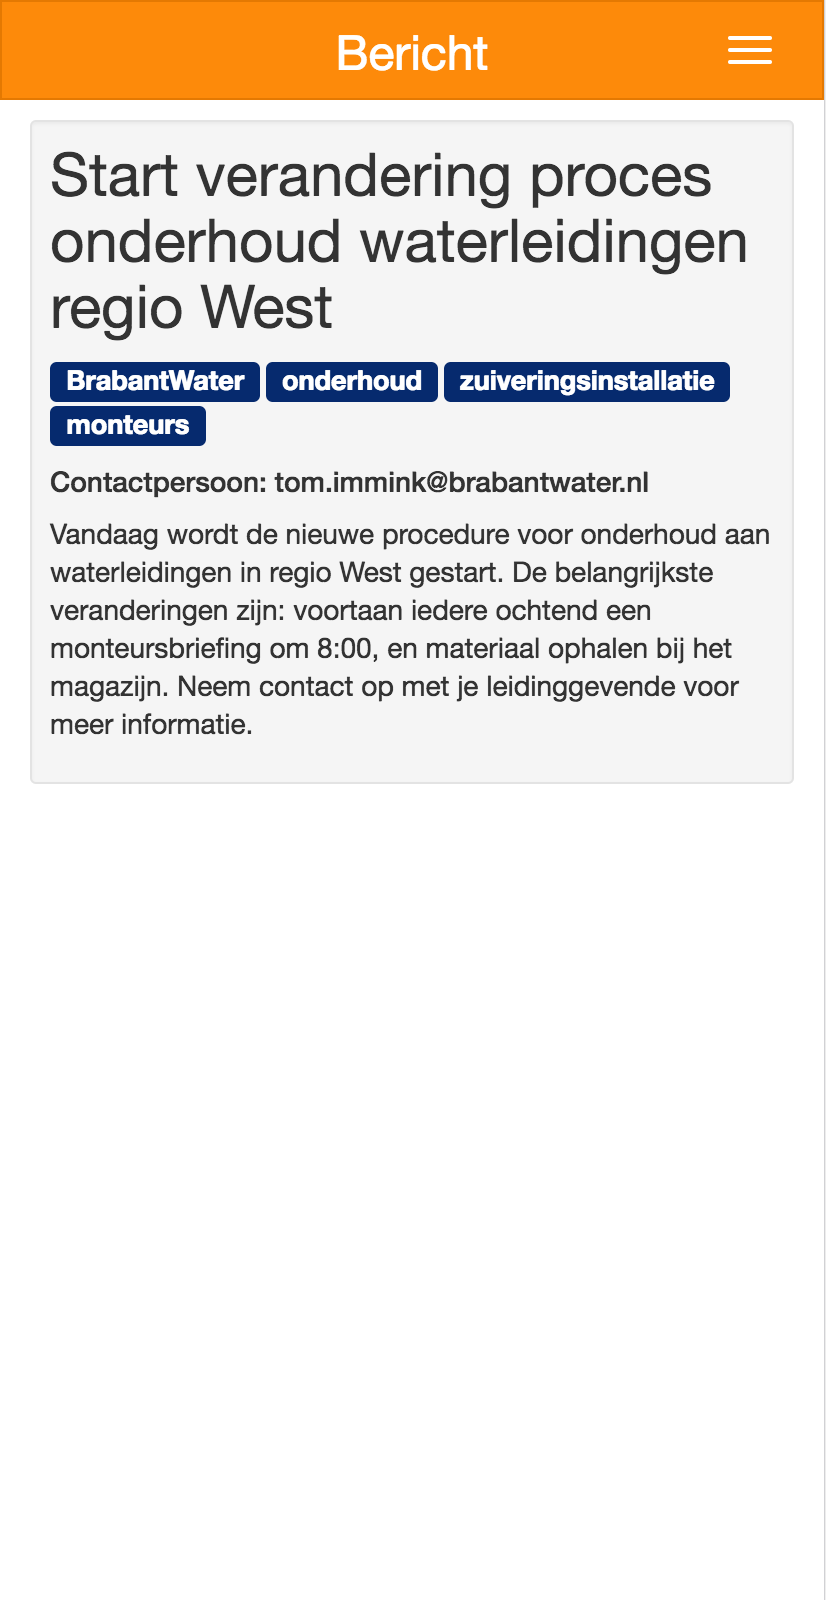 Bericht
Start verandering proces
onderhoud waterleidingen
regio West
BrabantWater onderhoud zuiveringsinstallatie
monteurs
Contactpersoon: tom.immink@brabantwater.nl
Vandaag wordt de nieuwe procedure voor onderhoud aan
waterleidingen in regio West gestart. De belangrijkste
veranderingen zijn: voortaan iedere ochtend een
monteursbriefing om 8:00, en materiaal ophalen bij het
magazijn. Neem contact op met je leidinggevende voor
meer informatie.